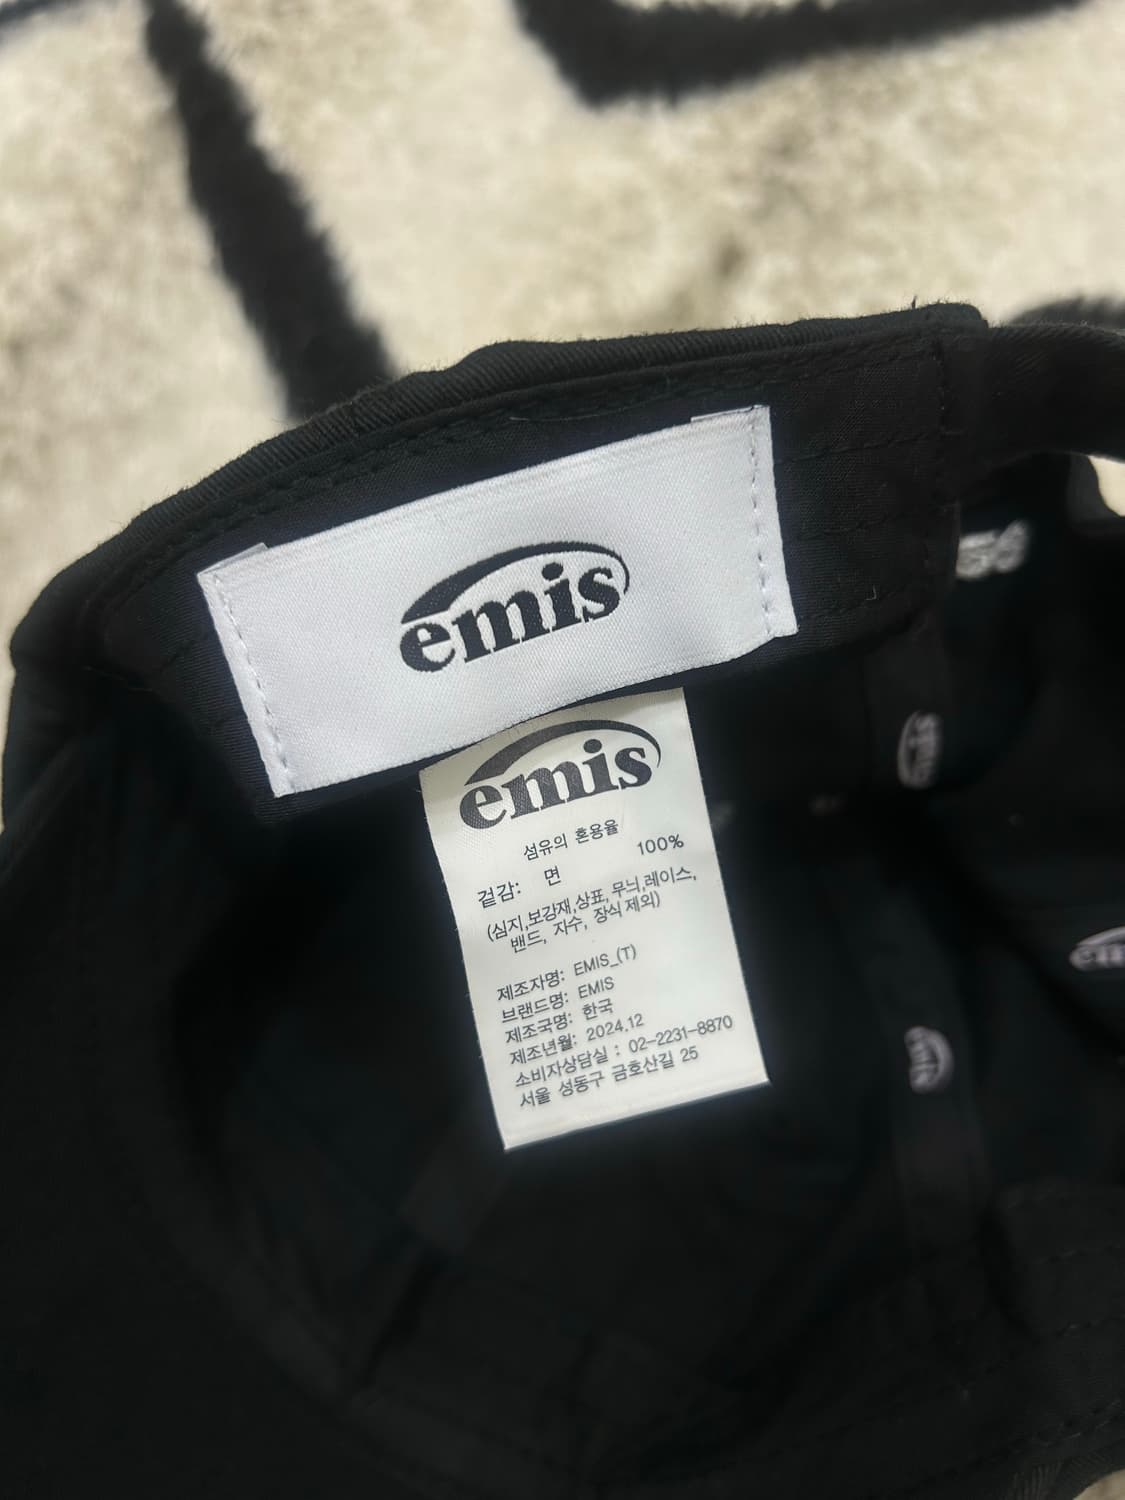 emis
emis
섬유의 혼용율
겉감: 면 100%
(심지,보강재,상표,무늬,레이스,
밴드, 자수, 장식 제외)
제조자명: EMIS_(T)
브랜드명: EMIS
제조국명: 한국
제조년월: 2024.12
소비자상담실 : 02-2231-8870
서울 성동구 금호산길 25
emis
emis